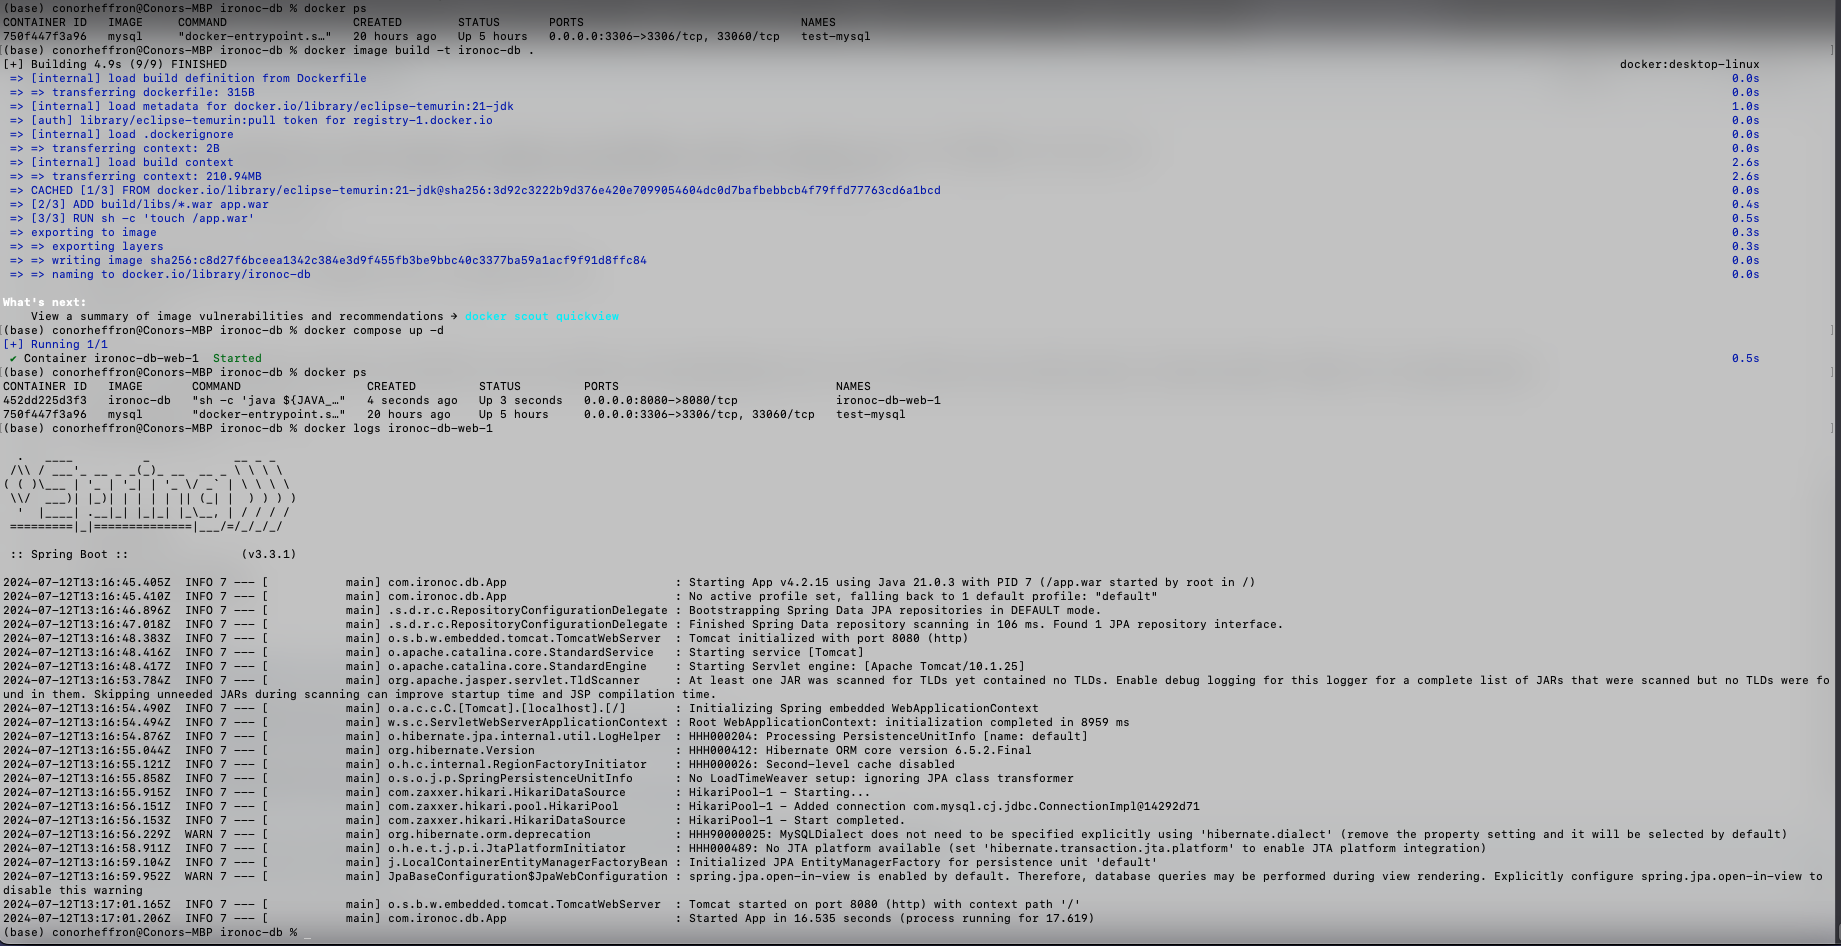 (base) conorheffron@Conors-MBP ironoc-db % docker ps
CONTAINER ID   IMAGE     COMMAND                  CREATED        STATUS       PORTS                               NAMES
750f447f3a96   mysql     "docker-entrypoint.s…"   20 hours ago   Up 5 hours   0.0.0.0:3306->3306/tcp, 33060/tcp   test-mysql
[(base) conorheffron@Conors-MBP ironoc-db % docker image build -t ironoc-db . ]
[+] Building 4.9s (9/9) FINISHED docker:desktop-linux
=> [internal] load build definition from Dockerfile 0.0s
=> => transferring dockerfile: 315B 0.0s
=> [internal] load metadata for docker.io/library/eclipse-temurin:21-jdk 1.0s
=> [auth] library/eclipse-temurin:pull token for registry-1.docker.io 0.0s
=> [internal] load .dockerignore 0.0s
=> => transferring context: 2B 0.0s
=> [internal] load build context 2.6s
=> => transferring context: 210.94MB 2.6s
=> CACHED [1/3] FROM docker.io/library/eclipse-temurin:21-jdk@sha256:3d92c3222b9d376e420e7099054604dc0d7bafbebbcb4f79ffd77763cd6a1bcd 0.0s
=> [2/3] ADD build/libs/*.war app.war 0.4s
=> [3/3] RUN sh -c 'touch /app.war' 0.5s
=> exporting to image 0.3s
=> => exporting layers 0.3s
=> => writing image sha256:c8d27f6bceea1342c384e3d9f455fb3be9bbc40c3377ba59a1acf9f91d8ffc84 0.0s
=> => naming to docker.io/library/ironoc-db 0.0s
What's next:
View a summary of image vulnerabilities and recommendations → docker scout quickview
[(base) conorheffron@Conors-MBP ironoc-db % docker compose up -d ]
[+] Running 1/1
✔ Container ironoc-db-web-1  Started 0.5s
[(base) conorheffron@Conors-MBP ironoc-db % docker ps ]
CONTAINER ID   IMAGE       COMMAND                  CREATED         STATUS         PORTS                               NAMES
452dd225d3f3   ironoc-db   "sh -c 'java ${JAVA_…"   4 seconds ago   Up 3 seconds   0.0.0.0:8080->8080/tcp              ironoc-db-web-1
750f447f3a96   mysql       "docker-entrypoint.s…"   20 hours ago    Up 5 hours     0.0.0.0:3306->3306/tcp, 33060/tcp   test-mysql
[(base) conorheffron@Conors-MBP ironoc-db % docker logs ironoc-db-web-1 ]
  .   ____          _            __ _ _
 /\\ / ___'_ __ _ _(_)_ __  __ _ \ \ \ \
( ( )\___ | '_ | '_| | '_ \/ _` | \ \ \ \
 \\/  ___)| |_)| | | | | || (_| |  ) ) ) )
  '  |____| .__|_| |_|_| |_\__, | / / / /
 =========|_|==============|___/=/_/_/_/
:: Spring Boot ::                (v3.3.1)
2024-07-12T13:16:45.405Z  INFO 7 --- [           main] com.ironoc.db.App                        : Starting App v4.2.15 using Java 21.0.3 with PID 7 (/app.war started by root in /)
2024-07-12T13:16:45.410Z  INFO 7 --- [           main] com.ironoc.db.App                        : No active profile set, falling back to 1 default profile: "default"
2024-07-12T13:16:46.896Z  INFO 7 --- [           main] .s.d.r.c.RepositoryConfigurationDelegate : Bootstrapping Spring Data JPA repositories in DEFAULT mode.
2024-07-12T13:16:47.018Z  INFO 7 --- [           main] .s.d.r.c.RepositoryConfigurationDelegate : Finished Spring Data repository scanning in 106 ms. Found 1 JPA repository interface.
2024-07-12T13:16:48.383Z  INFO 7 --- [           main] o.s.b.w.embedded.tomcat.TomcatWebServer  : Tomcat initialized with port 8080 (http)
2024-07-12T13:16:48.416Z  INFO 7 --- [           main] o.apache.catalina.core.StandardService   : Starting service [Tomcat]
2024-07-12T13:16:48.417Z  INFO 7 --- [           main] o.apache.catalina.core.StandardEngine    : Starting Servlet engine: [Apache Tomcat/10.1.25]
2024-07-12T13:16:53.784Z  INFO 7 --- [           main] org.apache.jasper.servlet.TldScanner     : At least one JAR was scanned for TLDs yet contained no TLDs. Enable debug logging for this logger for a complete list of JARs that were scanned but no TLDs were fo
und in them. Skipping unneeded JARs during scanning can improve startup time and JSP compilation time.
2024-07-12T13:16:54.490Z  INFO 7 --- [           main] o.a.c.c.C.[Tomcat].[localhost].[/]       : Initializing Spring embedded WebApplicationContext
2024-07-12T13:16:54.494Z  INFO 7 --- [           main] w.s.c.ServletWebServerApplicationContext : Root WebApplicationContext: initialization completed in 8959 ms
2024-07-12T13:16:54.876Z  INFO 7 --- [           main] o.hibernate.jpa.internal.util.LogHelper  : HHH000204: Processing PersistenceUnitInfo [name: default]
2024-07-12T13:16:55.044Z  INFO 7 --- [           main] org.hibernate.Version                    : HHH000412: Hibernate ORM core version 6.5.2.Final
2024-07-12T13:16:55.121Z  INFO 7 --- [           main] o.h.c.internal.RegionFactoryInitiator    : HHH000026: Second-level cache disabled
2024-07-12T13:16:55.858Z  INFO 7 --- [           main] o.s.o.j.p.SpringPersistenceUnitInfo      : No LoadTimeWeaver setup: ignoring JPA class transformer
2024-07-12T13:16:55.915Z  INFO 7 --- [           main] com.zaxxer.hikari.HikariDataSource       : HikariPool-1 - Starting...
2024-07-12T13:16:56.151Z  INFO 7 --- [           main] com.zaxxer.hikari.pool.HikariPool        : HikariPool-1 - Added connection com.mysql.cj.jdbc.ConnectionImpl@14292d71
2024-07-12T13:16:56.153Z  INFO 7 --- [           main] com.zaxxer.hikari.HikariDataSource       : HikariPool-1 - Start completed.
2024-07-12T13:16:56.229Z  WARN 7 --- [           main] org.hibernate.orm.deprecation            : HHH90000025: MySQLDialect does not need to be specified explicitly using 'hibernate.dialect' (remove the property setting and it will be selected by default)
2024-07-12T13:16:58.911Z  INFO 7 --- [           main] o.h.e.t.j.p.i.JtaPlatformInitiator       : HHH000489: No JTA platform available (set 'hibernate.transaction.jta.platform' to enable JTA platform integration)
2024-07-12T13:16:59.104Z  INFO 7 --- [           main] j.LocalContainerEntityManagerFactoryBean : Initialized JPA EntityManagerFactory for persistence unit 'default'
2024-07-12T13:16:59.952Z  WARN 7 --- [           main] JpaBaseConfiguration$JpaWebConfiguration : spring.jpa.open-in-view is enabled by default. Therefore, database queries may be performed during view rendering. Explicitly configure spring.jpa.open-in-view to
disable this warning
2024-07-12T13:17:01.165Z  INFO 7 --- [           main] o.s.b.w.embedded.tomcat.TomcatWebServer  : Tomcat started on port 8080 (http) with context path '/'
2024-07-12T13:17:01.206Z  INFO 7 --- [           main] com.ironoc.db.App                        : Started App in 16.535 seconds (process running for 17.619)
(base) conorheffron@Conors-MBP ironoc-db % _